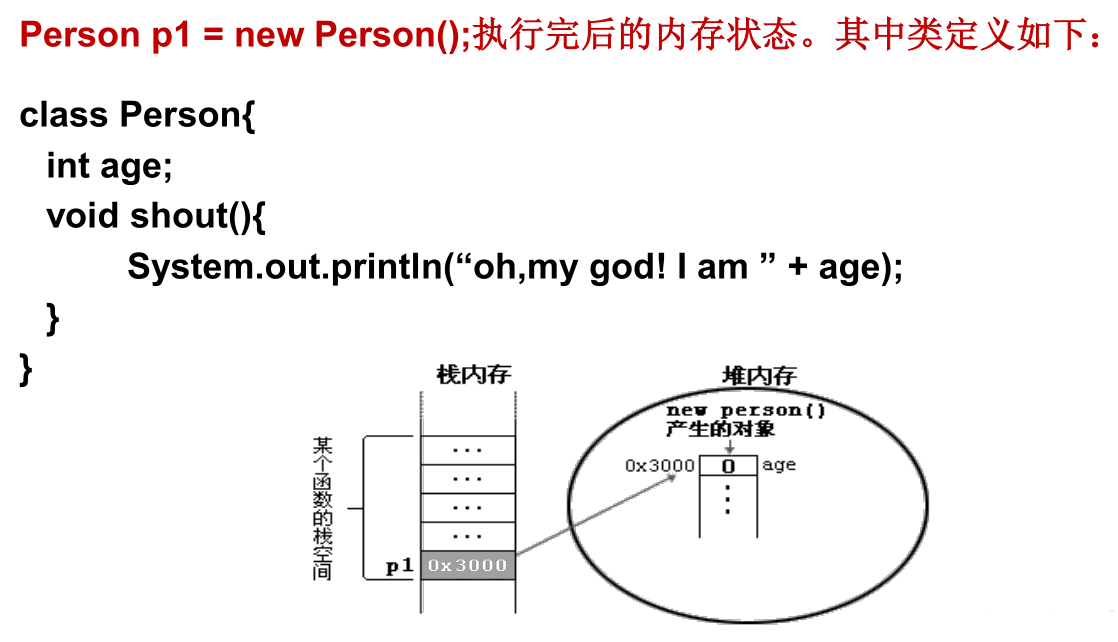 Person p1 = new Person();执行完后的内存状态。其中类定义如下：
class Person{
int age;
void shout(){
System.out.println(“oh,my god! I am ” + age);
}
}
栈内存
堆内存
new person()
产生的对象
某个函数的栈空间
...
...
...
...
p1
0x3000
0x3000
0
age